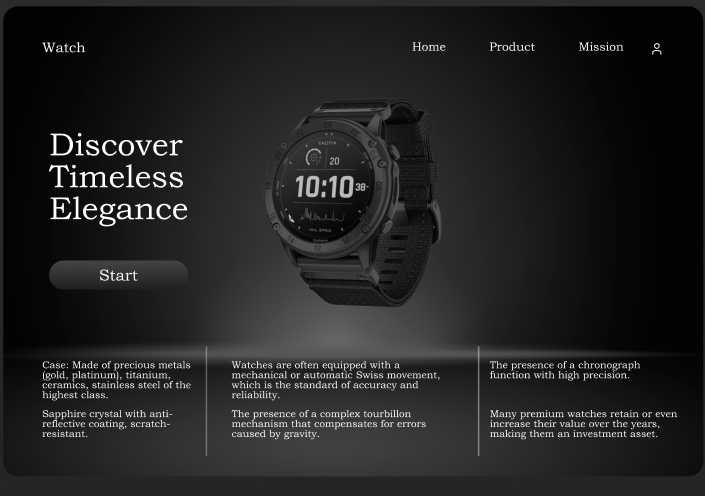 Watch
Home
Product
Mission
Discover
Timeless
Elegance
Start
TACTIX
20
10:10
38
Case: Made of precious metals
(gold, platinum), titanium,
ceramics, stainless steel of the
highest class.
Sapphire crystal with anti-
reflective coating, scratch-
resistant.
Watches are often equipped with a
mechanical or automatic Swiss movement,
which is the standard of accuracy and
reliability.
The presence of a complex tourbillon
mechanism that compensates for errors
caused by gravity.
The presence of a chronograph
function with high precision.
Many premium watches retain or even
increase their value over the years,
making them an investment asset.